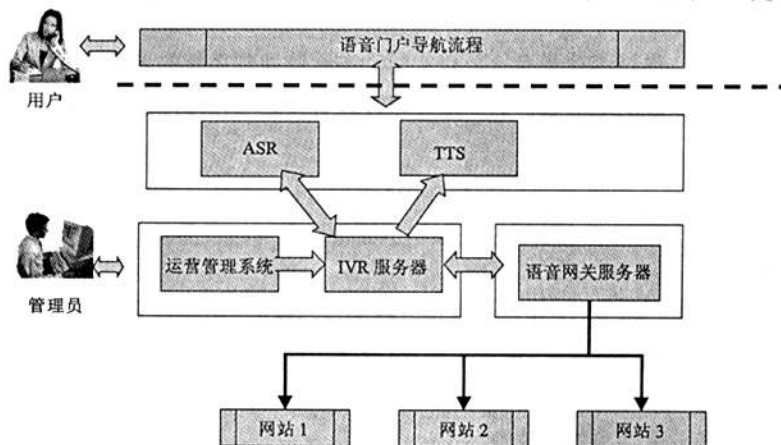 语音门户导航流程
用户
ASR
TTS
运营管理系统
IVR 服务器
语音网关服务器
管理员
网站 1
网站 2
网站 3